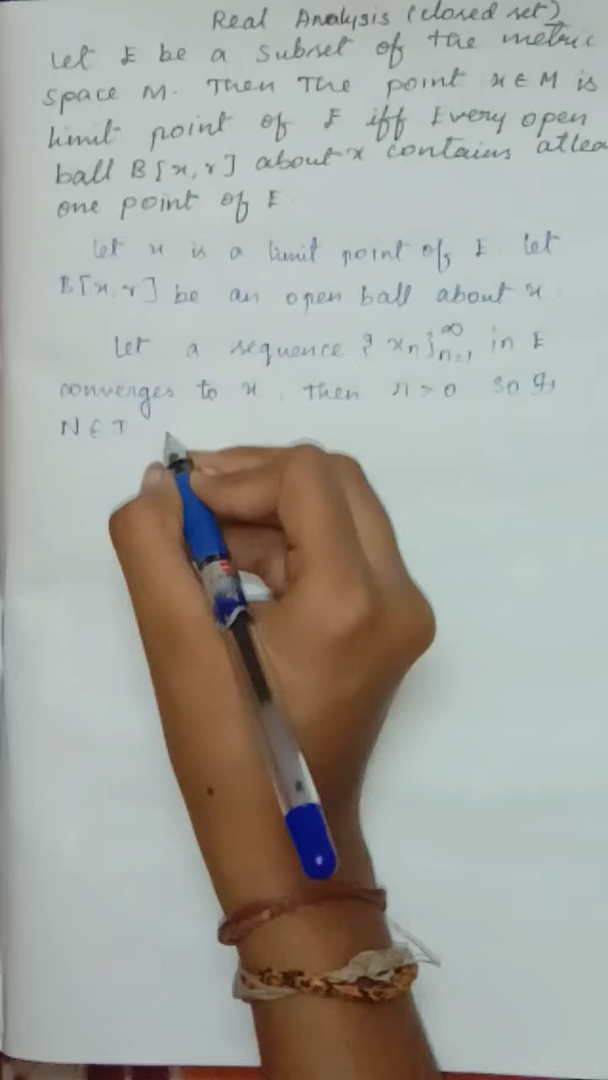 Real Analysis (closed set)
Let E be a subset of the metric
space M. Then The point x ∈ M is
limit point of E iff Every open
ball B[x, r] about x contains atlea
one point of E
Let x is a limit point of E. Let
B[x, r] be an open ball about x
Let a sequence {xn}∞n=1 in E
converges to x. Then r > 0 so ∃,
N ∈ I